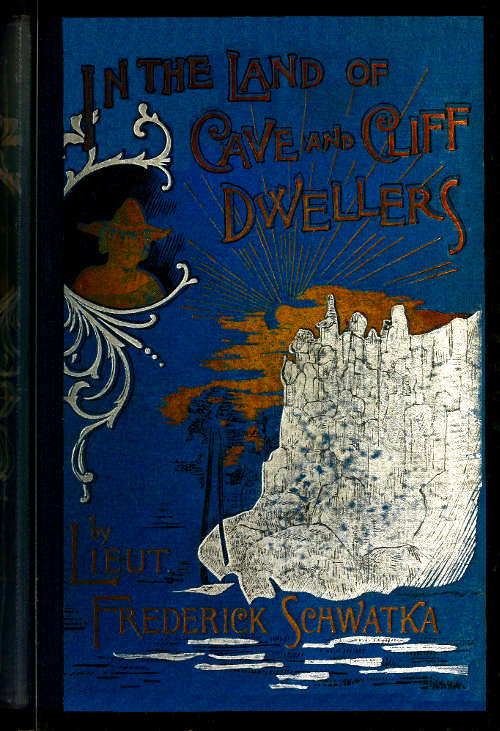 IN THE LAND OF
CAVE AND CLIFF
DWELLERS
by
LIEUT.
FREDERICK SCHWATKA